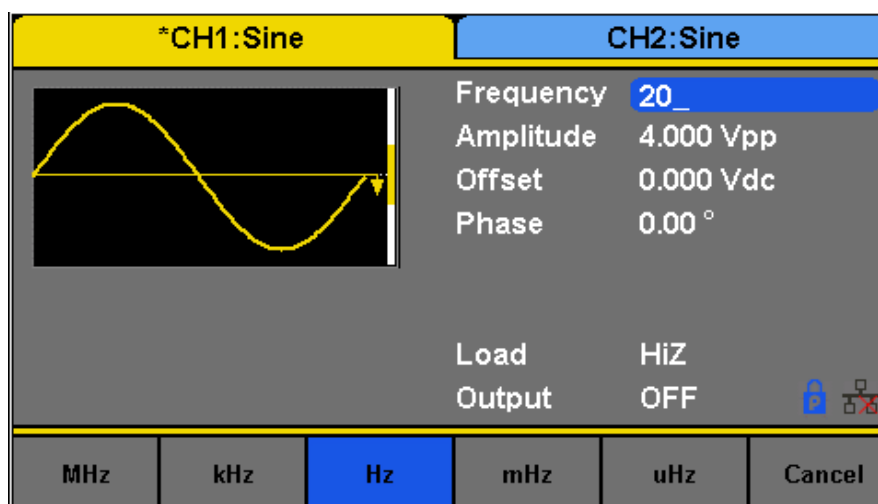 *CH1:Sine CH2:Sine
Frequency 20_
Amplitude 4.000 Vpp
Offset 0.000 Vdc
Phase 0.00 °
Load HiZ
Output OFF
P
MHz kHz Hz mHz uHz Cancel